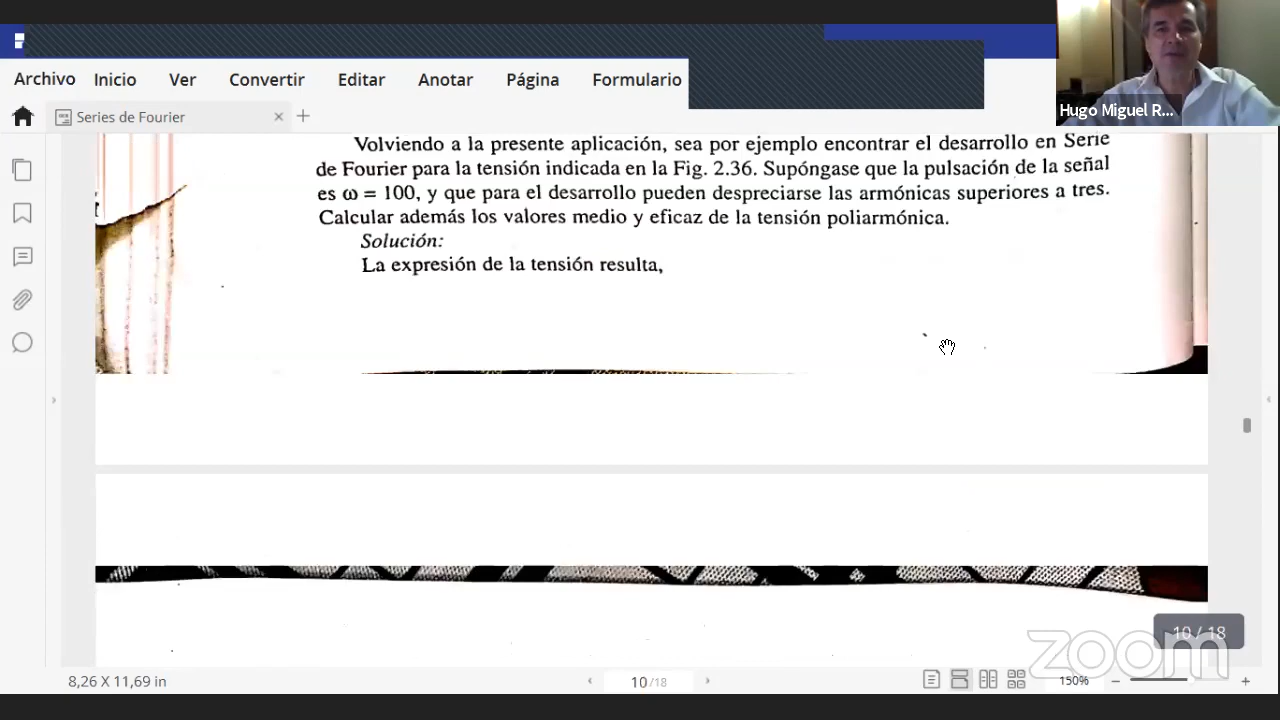 Hugo Miguel R...
Archivo Inicio Ver Convertir Editar Anotar Página Formulario
Series de Fourier
Volviendo a la presente aplicación, sea por ejemplo encontrar el desarrollo en Serie
de Fourier para la tensión indicada en la Fig. 2.36. Supóngase que la pulsación de la señal
es ω = 100, y que para el desarrollo pueden despreciarse las armónicas superiores a tres.
Calcular además los valores medio y eficaz de la tensión poliarmónica.
Solución:
La expresión de la tensión resulta,
10 / 18
zoom
8,26 X 11,69 in
10 /18
150%